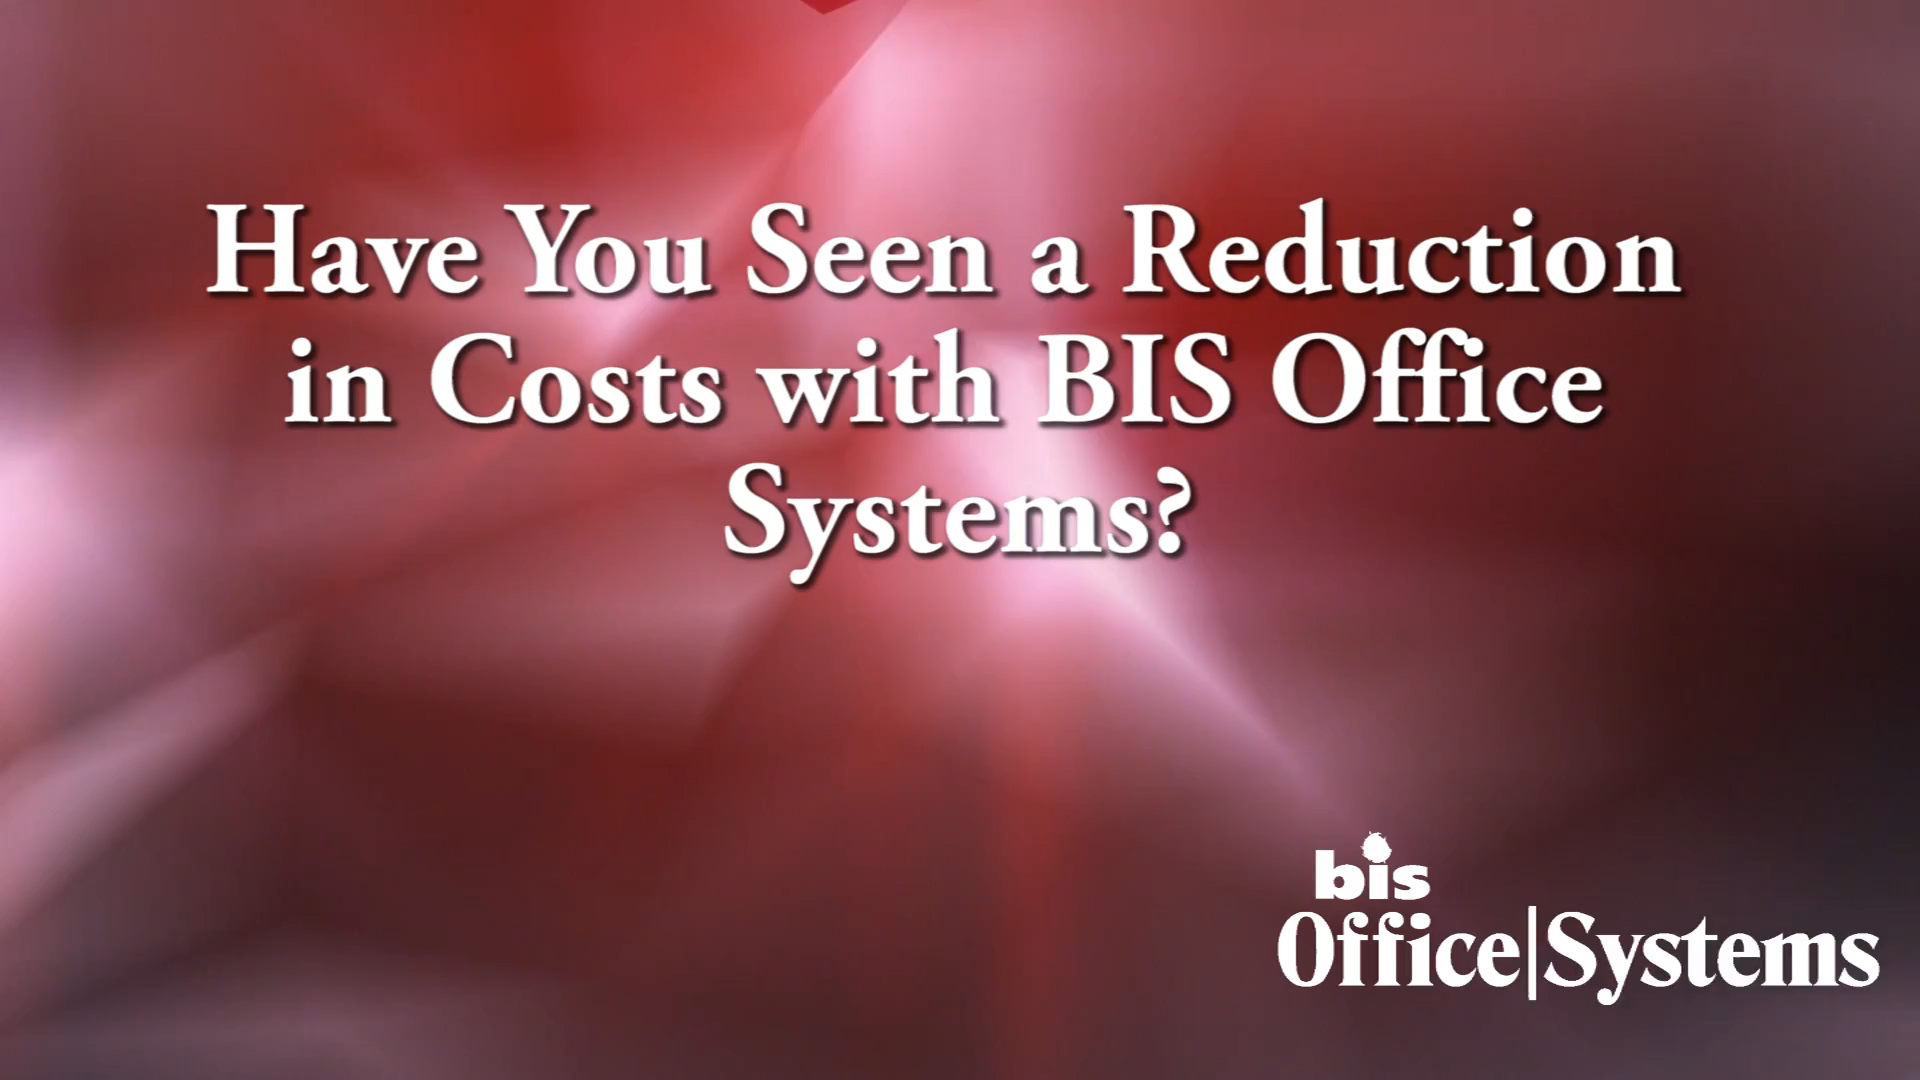 Have You Seen a Reduction
in Costs with BIS Office
Systems?
bis
Office|Systems